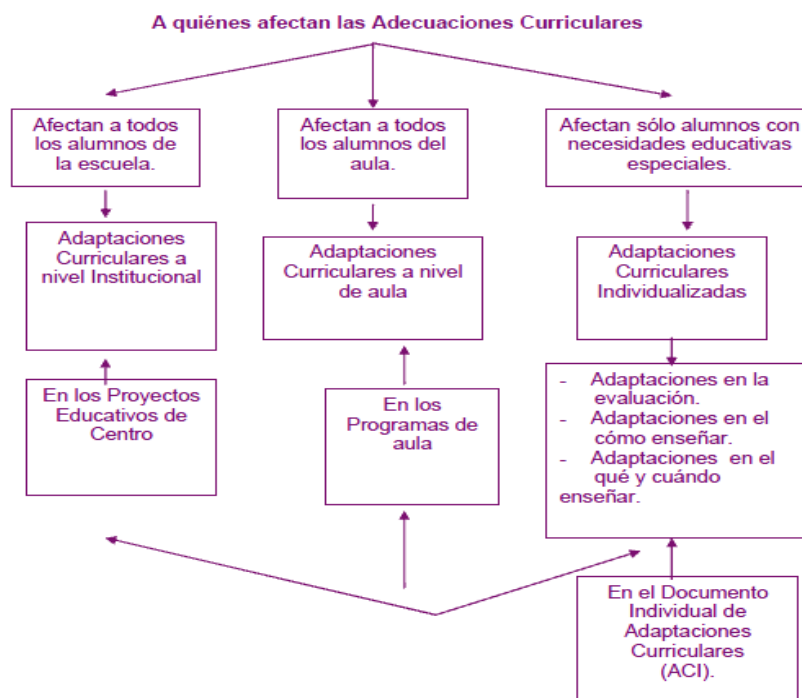 A quiénes afectan las Adecuaciones Curriculares
Afectan a todos
los alumnos de
la escuela.
Afectan a todos
los alumnos del
aula.
Afectan sólo alumnos con
necesidades educativas
especiales.
Adaptaciones
Curriculares a
nivel Institucional
Adaptaciones
Curriculares a nivel
de aula
Adaptaciones
Curriculares
Individualizadas
En los Proyectos
Educativos de
Centro
En los
Programas de
aula
- Adaptaciones en la
evaluación.
- Adaptaciones en el
cómo enseñar.
- Adaptaciones en el
qué y cuándo
enseñar.
En el Documento
Individual de
Adaptaciones
Curriculares
(ACI).